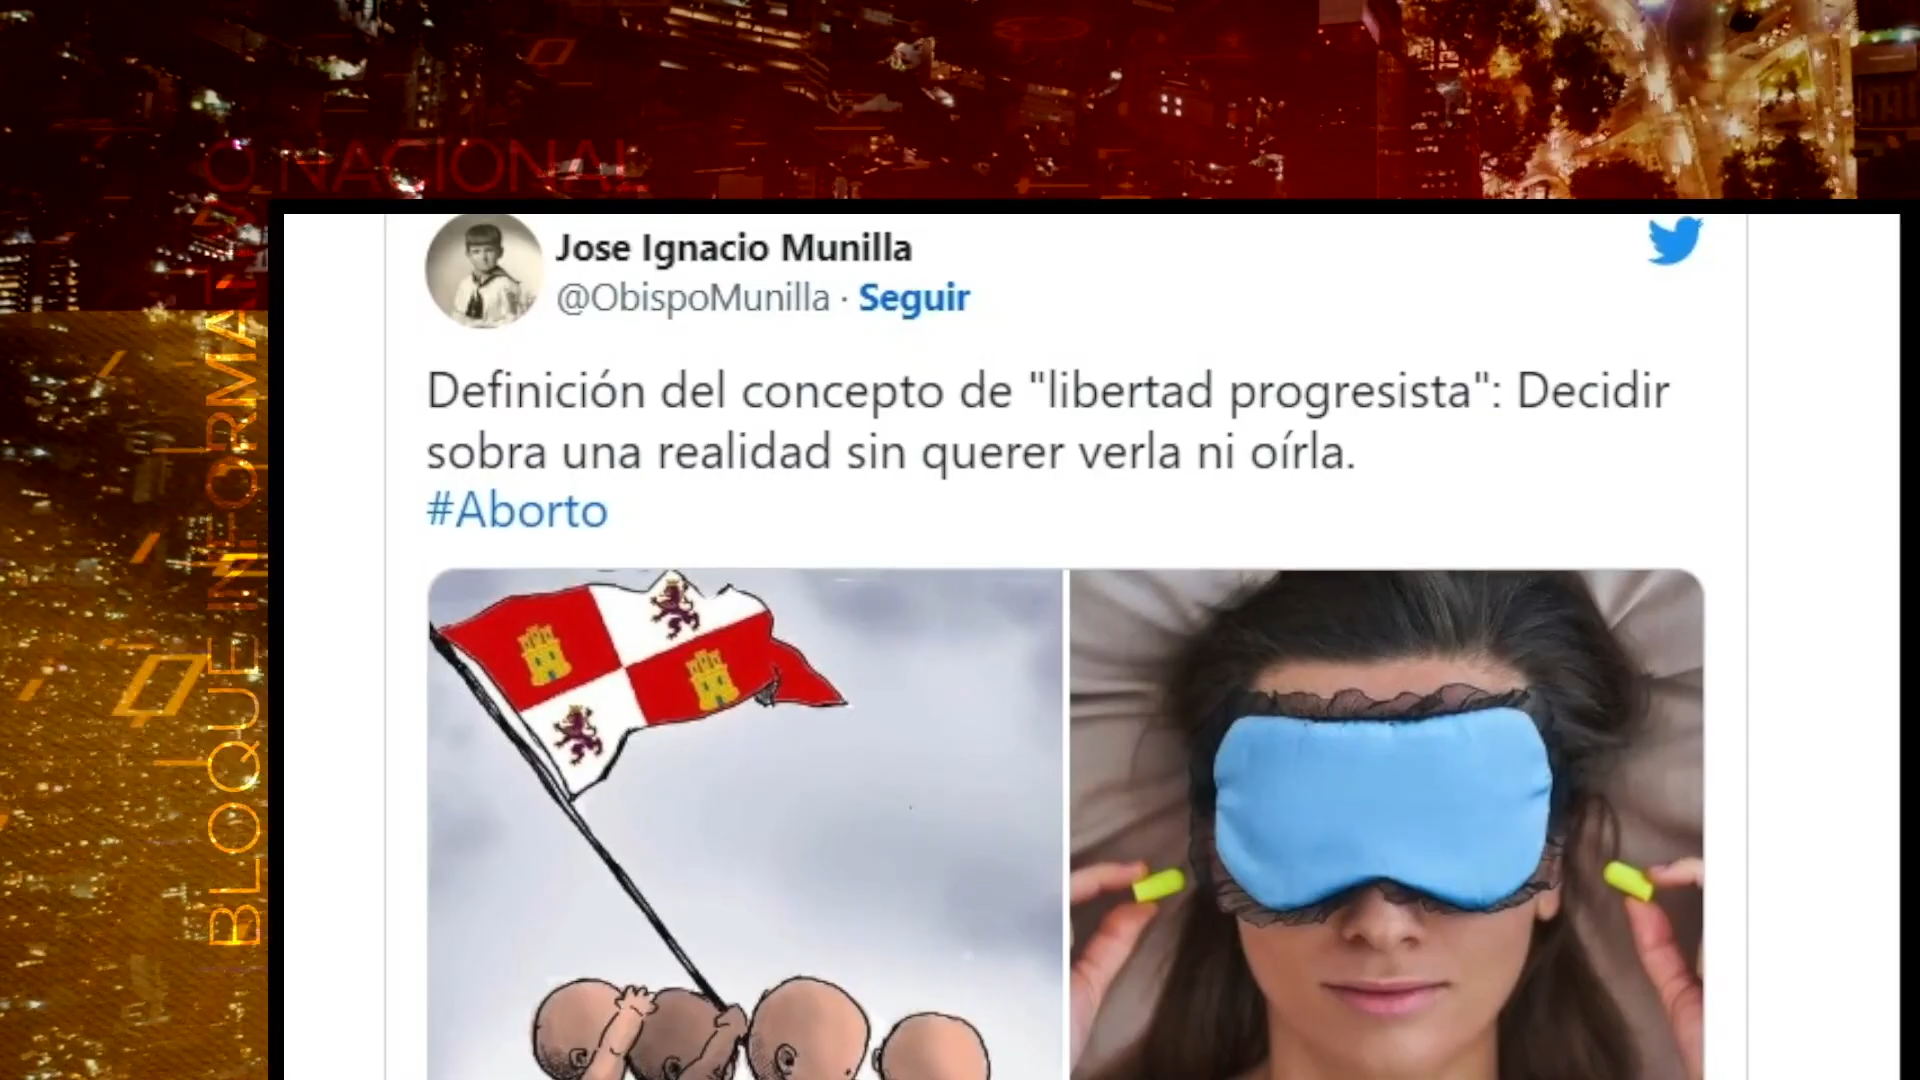 BLOQUE INFORMATIVO NACIONAL
Jose Ignacio Munilla
@ObispoMunilla · Seguir
Definición del concepto de "libertad progresista": Decidir
sobra una realidad sin querer verla ni oírla.
#Aborto